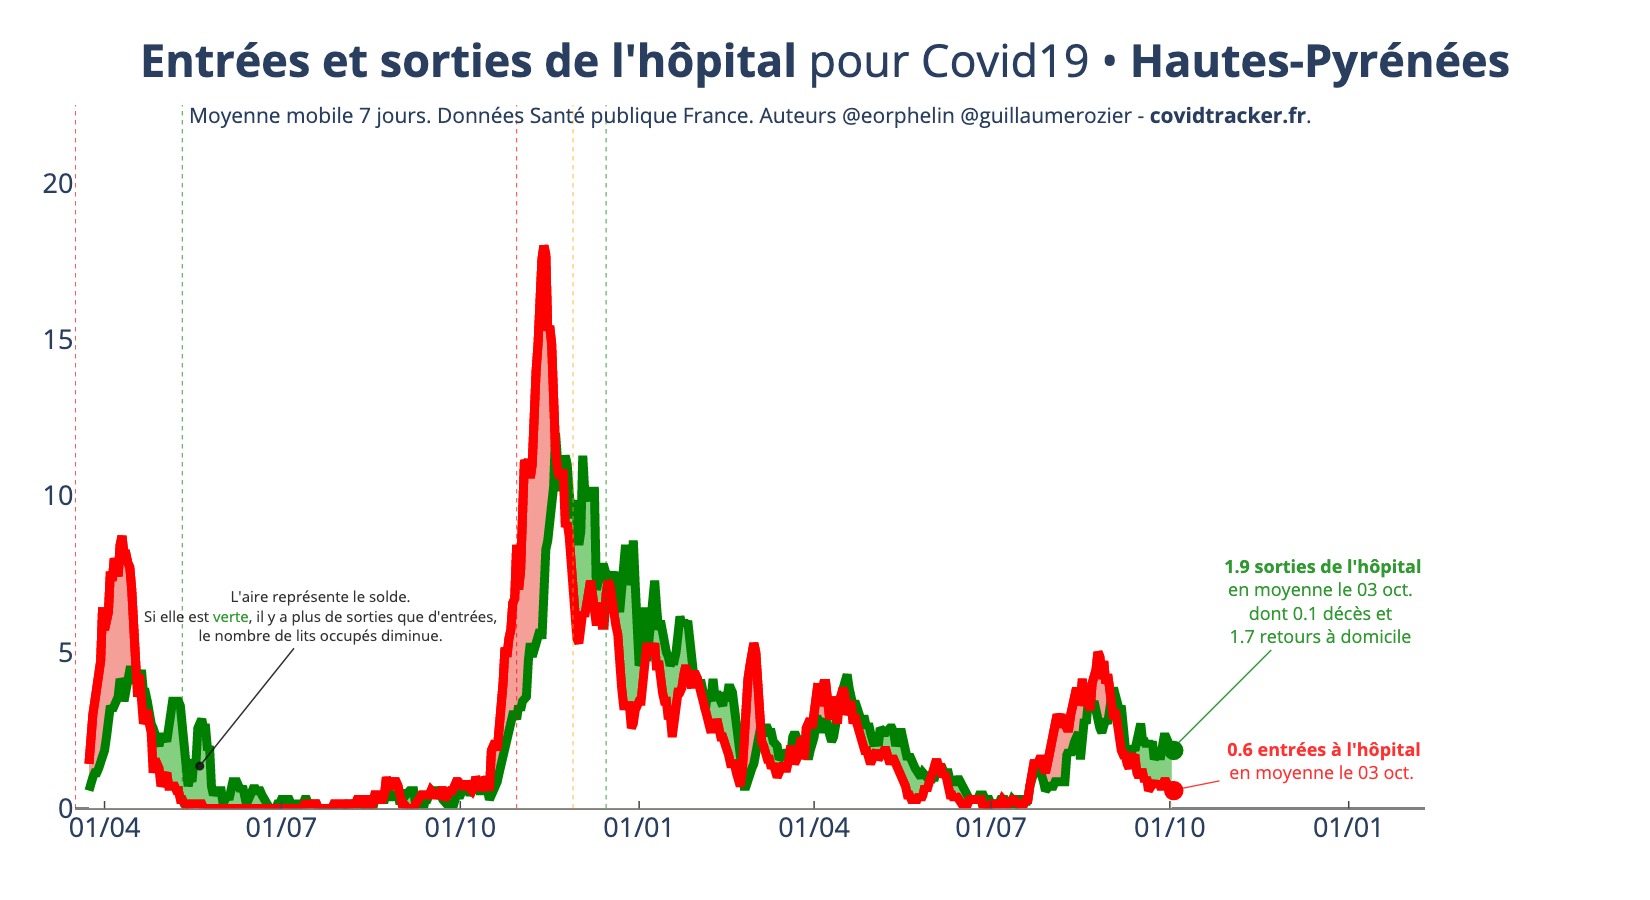 Entrées et sorties de l'hôpital pour Covid19 • Hautes-Pyrénées
Moyenne mobile 7 jours. Données Santé publique France. Auteurs @eorphelin @guillaumerozier - covidtracker.fr.
20
15
10
5
0
L'aire représente le solde.
Si elle est verte, il y a plus de sorties que d'entrées,
le nombre de lits occupés diminue.
1.9 sorties de l'hôpital
en moyenne le 03 oct.
dont 0.1 décès et
1.7 retours à domicile
0.6 entrées à l'hôpital
en moyenne le 03 oct.
01/04 01/07 01/10 01/01 01/04 01/07 01/10 01/01